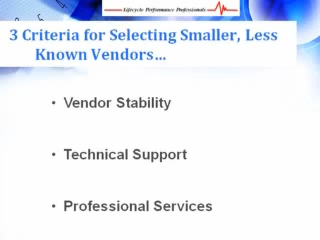 Lifecycle Performance Professionals
3 Criteria for Selecting Smaller, Less
Known Vendors...
• Vendor Stability
• Technical Support
• Professional Services